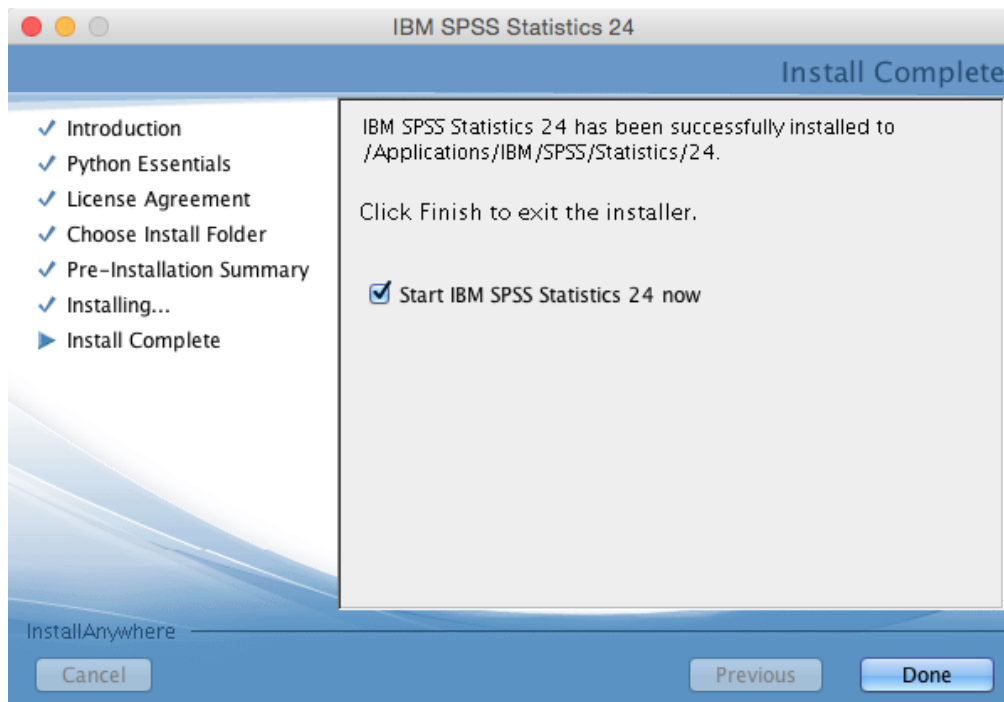 IBM SPSS Statistics 24
Install Complete
Introduction
Python Essentials
License Agreement
Choose Install Folder
Pre-Installation Summary
Installing...
Install Complete
IBM SPSS Statistics 24 has been successfully installed to
/Applications/IBM/SPSS/Statistics/24.
Click Finish to exit the installer.
Start IBM SPSS Statistics 24 now
InstallAnywhere
Cancel
Previous
Done